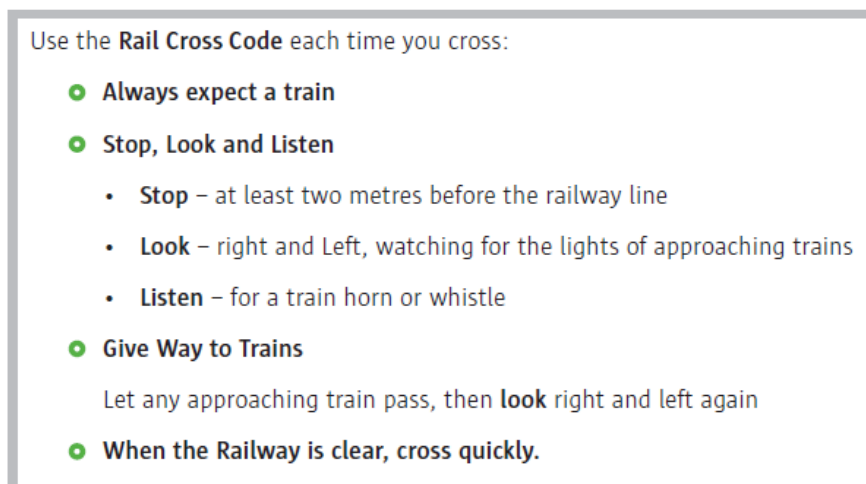 Use the Rail Cross Code each time you cross:
Always expect a train
Stop, Look and Listen
• Stop – at least two metres before the railway line
• Look – right and Left, watching for the lights of approaching trains
• Listen – for a train horn or whistle
Give Way to Trains
Let any approaching train pass, then look right and left again
When the Railway is clear, cross quickly.